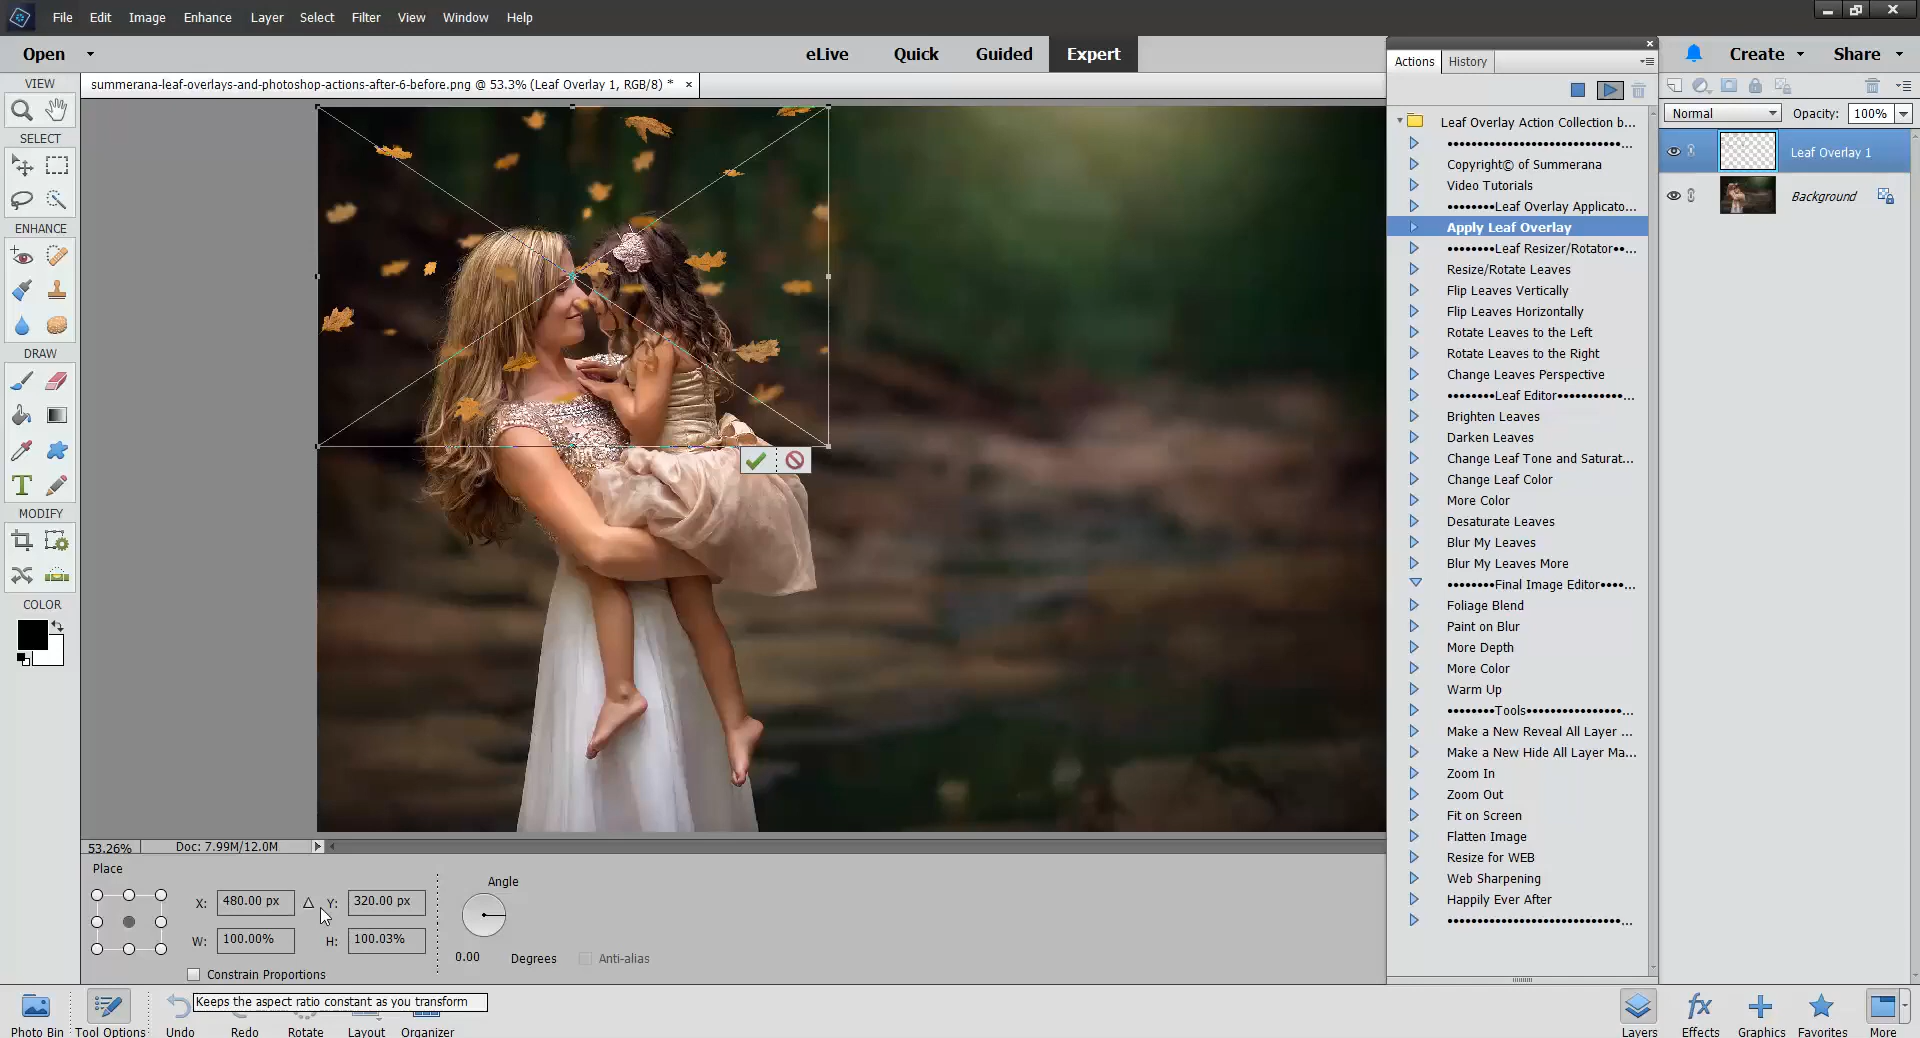 File Edit Image Enhance Layer Select Filter View Window Help
Open eLive Quick Guided Expert Create Share
Actions History
VIEW
summerana-leaf-overlays-and-photoshop-actions-after-6-before.png @ 53.3% (Leaf Overlay 1, RGB/8) * ×
SELECT
ENHANCE
DRAW
MODIFY
COLOR
Leaf Overlay Action Collection b...
••••••••••••••••••••••••••••...
Copyright© of Summerana
Video Tutorials
••••••••Leaf Overlay Applicato...
Apply Leaf Overlay
••••••••Leaf Resizer/Rotator••...
Resize/Rotate Leaves
Flip Leaves Vertically
Flip Leaves Horizontally
Rotate Leaves to the Left
Rotate Leaves to the Right
Change Leaves Perspective
••••••••Leaf Editor•••••••••••...
Brighten Leaves
Darken Leaves
Change Leaf Tone and Saturat...
Change Leaf Color
More Color
Desaturate Leaves
Blur My Leaves
Blur My Leaves More
••••••••Final Image Editor••••...
Foliage Blend
Paint on Blur
More Depth
More Color
Warm Up
••••••••Tools••••••••••••••••...
Make a New Reveal All Layer ...
Make a New Hide All Layer Ma...
Zoom In
Zoom Out
Fit on Screen
Flatten Image
Resize for WEB
Web Sharpening
Happily Ever After
••••••••••••••••••••••••••••...
Normal Opacity: 100%
Leaf Overlay 1
Background
53.26% Doc: 7.99M/12.0M
Place
X: 480.00 px Y: 320.00 px
W: 100.00% H: 100.03%
Constrain Proportions
Angle
0.00 Degrees Anti-alias
Keeps the aspect ratio constant as you transform
Photo Bin Tool Options Undo Redo Rotate Layout Organizer
Layers fx Effects Graphics Favorites More